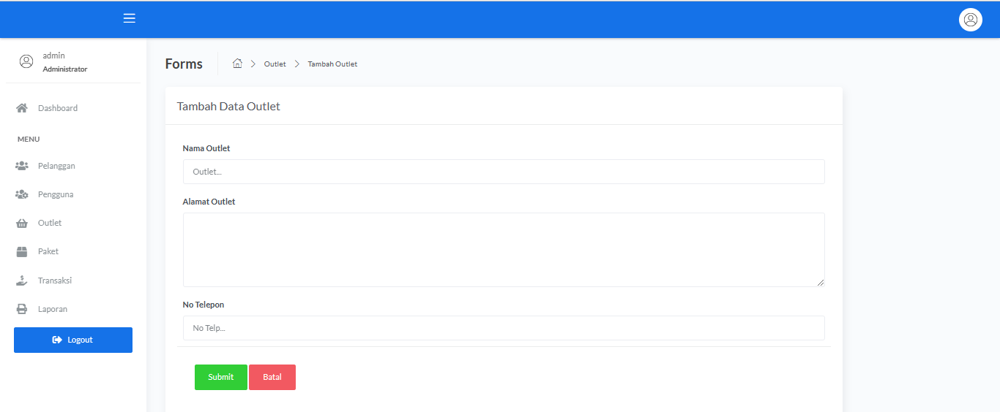 admin
Administrator
Dashboard
MENU
Pelanggan
Pengguna
Outlet
Paket
Transaksi
Laporan
Logout
Forms
Outlet
Tambah Outlet
Tambah Data Outlet
Nama Outlet
Outlet...
Alamat Outlet
No Telepon
No Telp...
Submit
Batal